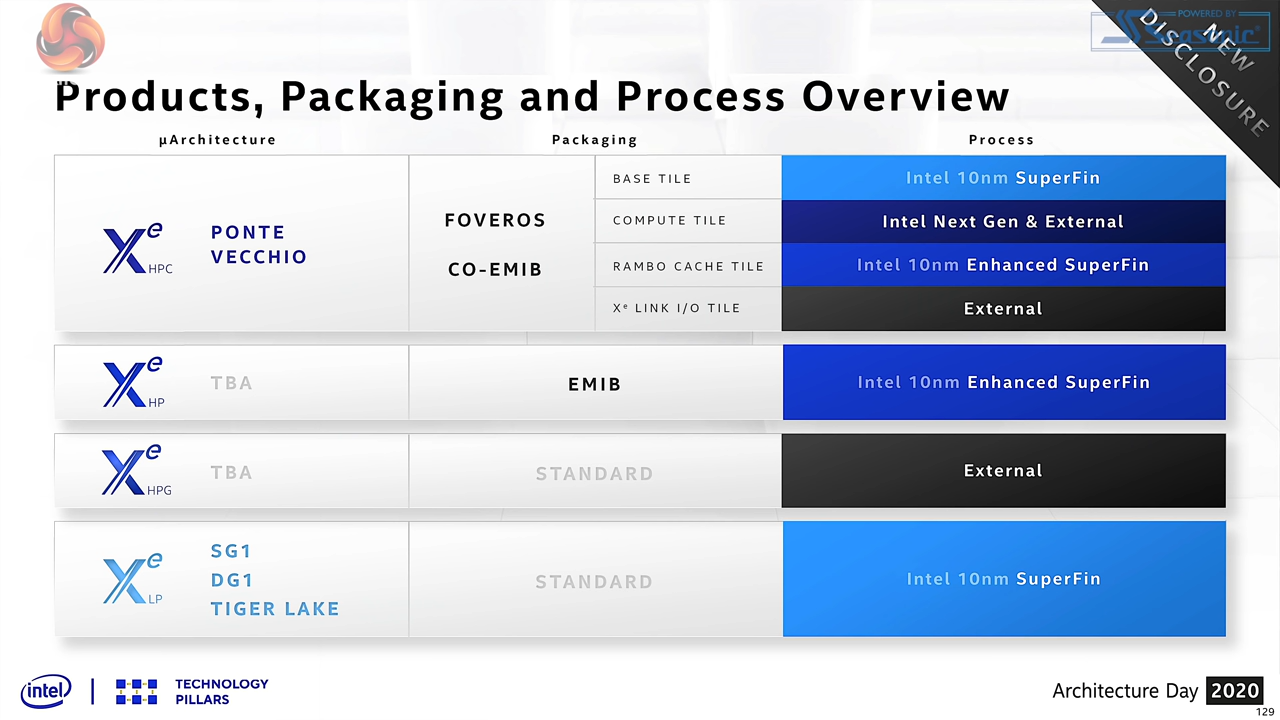 POWERED BY
Seasonic
NEW
DISCLOSURE
Products, Packaging and Process Overview
µArchitecture
Packaging
Process
Xe HPC
PONTE
VECCHIO
FOVEROS
CO-EMIB
BASE TILE
Intel 10nm SuperFin
COMPUTE TILE
Intel Next Gen & External
RAMBO CACHE TILE
Intel 10nm Enhanced SuperFin
Xᵉ LINK I/O TILE
External
Xe HP
TBA
EMIB
Intel 10nm Enhanced SuperFin
Xe HPG
TBA
STANDARD
External
Xe LP
SG1
DG1
TIGER LAKE
STANDARD
Intel 10nm SuperFin
intel
TECHNOLOGY
PILLARS
Architecture Day 2020
129